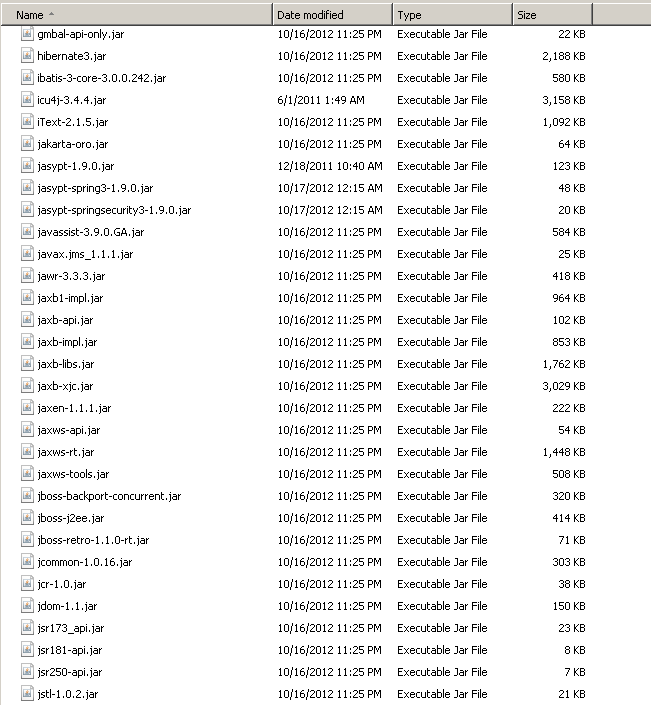 Name Date modified Type Size
gmbal-api-only.jar 10/16/2012 11:25 PM Executable Jar File 22 KB
hibernate3.jar 10/16/2012 11:25 PM Executable Jar File 2,188 KB
ibatis-3-core-3.0.0.242.jar 10/16/2012 11:25 PM Executable Jar File 580 KB
icu4j-3.4.4.jar 6/1/2011 1:49 AM Executable Jar File 3,158 KB
iText-2.1.5.jar 10/16/2012 11:25 PM Executable Jar File 1,092 KB
jakarta-oro.jar 10/16/2012 11:25 PM Executable Jar File 64 KB
jasypt-1.9.0.jar 12/18/2011 10:40 AM Executable Jar File 123 KB
jasypt-spring3-1.9.0.jar 10/17/2012 12:15 AM Executable Jar File 48 KB
jasypt-springsecurity3-1.9.0.jar 10/17/2012 12:15 AM Executable Jar File 20 KB
javassist-3.9.0.GA.jar 10/16/2012 11:25 PM Executable Jar File 584 KB
javax.jms_1.1.1.jar 10/16/2012 11:25 PM Executable Jar File 25 KB
jawr-3.3.3.jar 10/16/2012 11:25 PM Executable Jar File 418 KB
jaxb1-impl.jar 10/16/2012 11:25 PM Executable Jar File 964 KB
jaxb-api.jar 10/16/2012 11:25 PM Executable Jar File 102 KB
jaxb-impl.jar 10/16/2012 11:25 PM Executable Jar File 853 KB
jaxb-libs.jar 10/16/2012 11:25 PM Executable Jar File 1,762 KB
jaxb-xjc.jar 10/16/2012 11:25 PM Executable Jar File 3,029 KB
jaxen-1.1.1.jar 10/16/2012 11:25 PM Executable Jar File 222 KB
jaxws-api.jar 10/16/2012 11:25 PM Executable Jar File 54 KB
jaxws-rt.jar 10/16/2012 11:25 PM Executable Jar File 1,448 KB
jaxws-tools.jar 10/16/2012 11:25 PM Executable Jar File 508 KB
jboss-backport-concurrent.jar 10/16/2012 11:25 PM Executable Jar File 320 KB
jboss-j2ee.jar 10/16/2012 11:25 PM Executable Jar File 414 KB
jboss-retro-1.1.0-rt.jar 10/16/2012 11:25 PM Executable Jar File 71 KB
jcommon-1.0.16.jar 10/16/2012 11:25 PM Executable Jar File 303 KB
jcr-1.0.jar 10/16/2012 11:25 PM Executable Jar File 38 KB
jdom-1.1.jar 10/16/2012 11:25 PM Executable Jar File 150 KB
jsr173_api.jar 10/16/2012 11:25 PM Executable Jar File 23 KB
jsr181-api.jar 10/16/2012 11:25 PM Executable Jar File 8 KB
jsr250-api.jar 10/16/2012 11:25 PM Executable Jar File 7 KB
jstl-1.0.2.jar 10/16/2012 11:25 PM Executable Jar File 21 KB